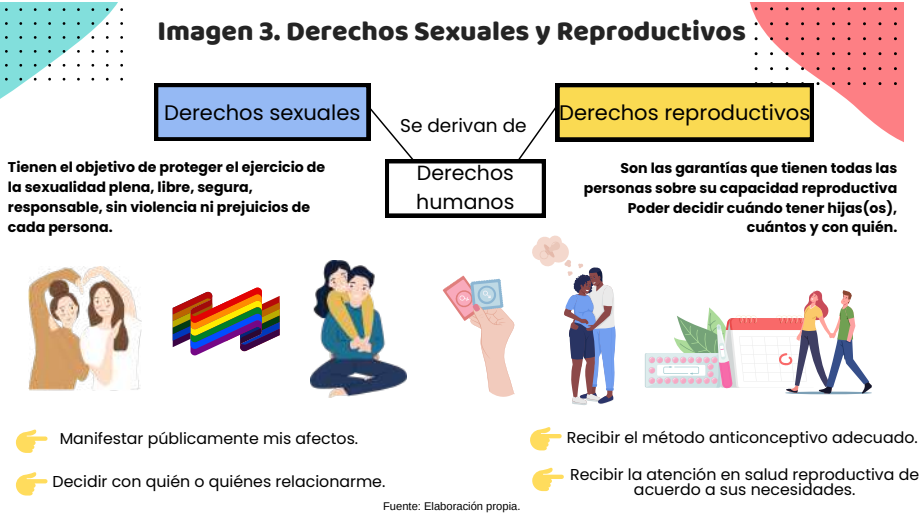 Imagen 3. Derechos Sexuales y Reproductivos
Derechos sexuales
Se derivan de
Derechos reproductivos
Derechos
humanos
Tienen el objetivo de proteger el ejercicio de
la sexualidad plena, libre, segura,
responsable, sin violencia ni prejuicios de
cada persona.
Son las garantías que tienen todas las
personas sobre su capacidad reproductiva
Poder decidir cuándo tener hijas(os),
cuántos y con quién.
Manifestar públicamente mis afectos.
Decidir con quién o quiénes relacionarme.
Recibir el método anticonceptivo adecuado.
Recibir la atención en salud reproductiva de
acuerdo a sus necesidades.
Fuente: Elaboración propia.